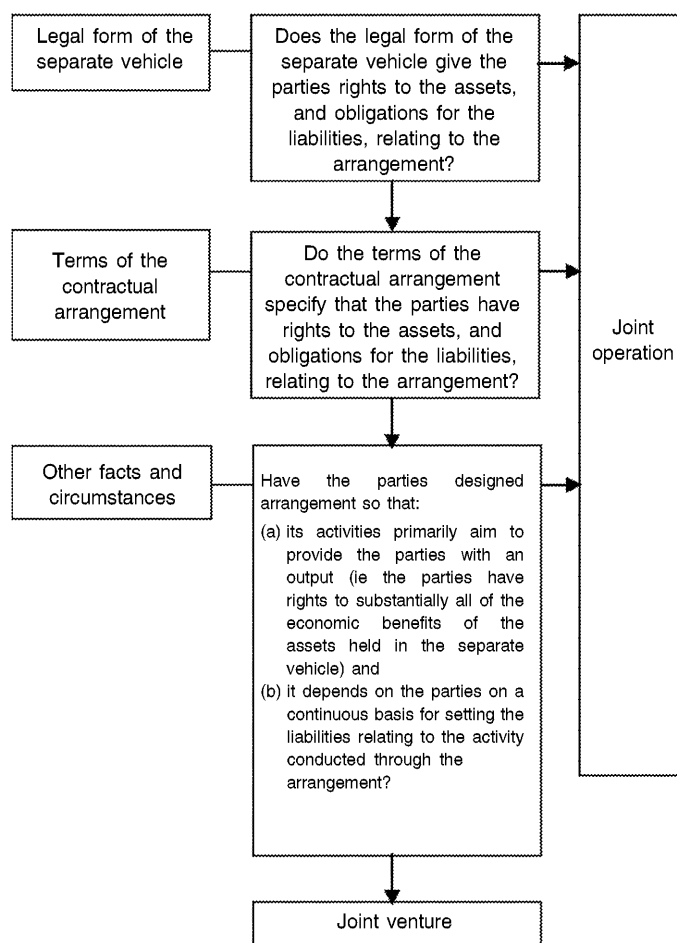 Legal form of the
separate vehicle
Does the legal form of the
separate vehicle give the
parties rights to the assets,
and obligations for the
liabilities, relating to the
arrangement?
Terms of the
contractual
arrangement
Do the terms of the
contractual arrangement
specify that the parties have
rights to the assets, and
obligations for the liabilities,
relating to the arrangement?
Joint
operation
Other facts and
circumstances
Have the parties designed
arrangement so that:
(a) its activities primarily aim to
provide the parties with an
output (ie the parties have
rights to substantially all of the
economic benefits of the
assets held in the separate
vehicle) and
(b) it depends on the parties on a
continuous basis for setting the
liabilities relating to the activity
conducted through the
arrangement?
Joint venture